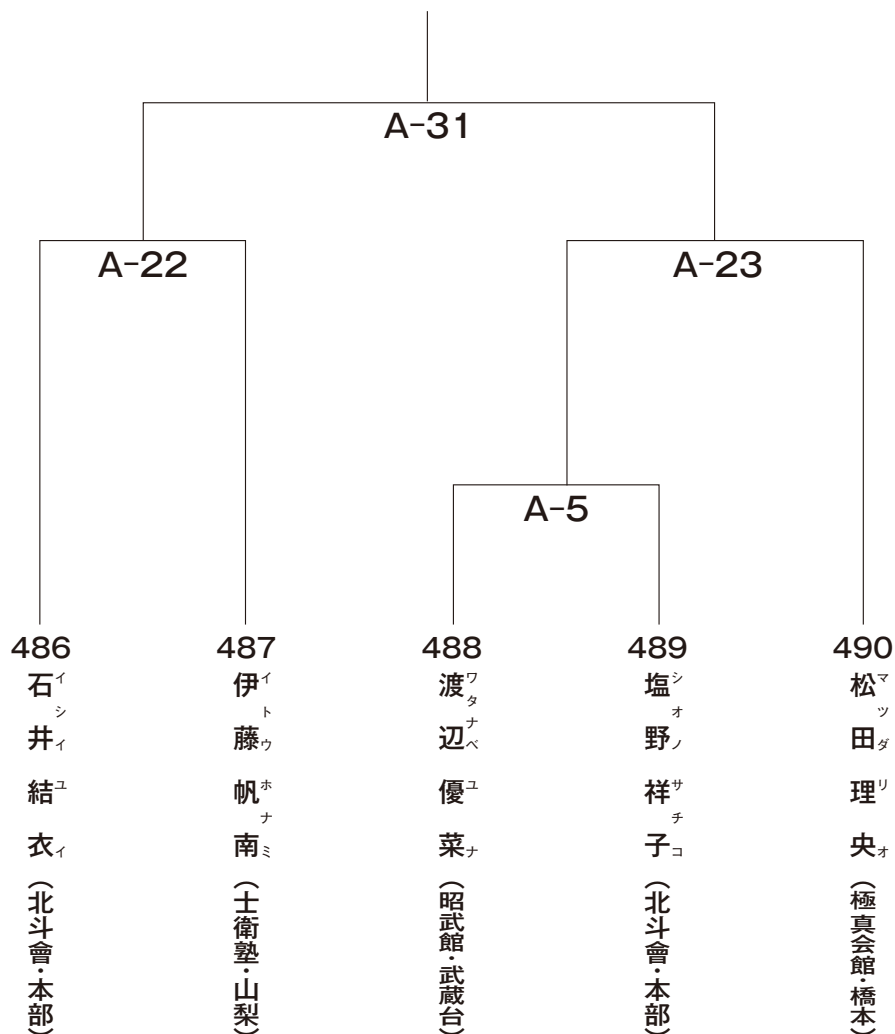 A-31
A-22
A-23
A-5
486
487
488
489
490
石井結衣
イシイユイ
(北斗會・本部)
伊藤帆南
イトウホナミ
(士衛塾・山梨)
渡辺優菜
ワタナベユナ
(昭武館・武蔵台)
塩野祥子
シオノサチコ
(北斗會・本部)
松田理央
マツダリオ
(極真会館・橋本)